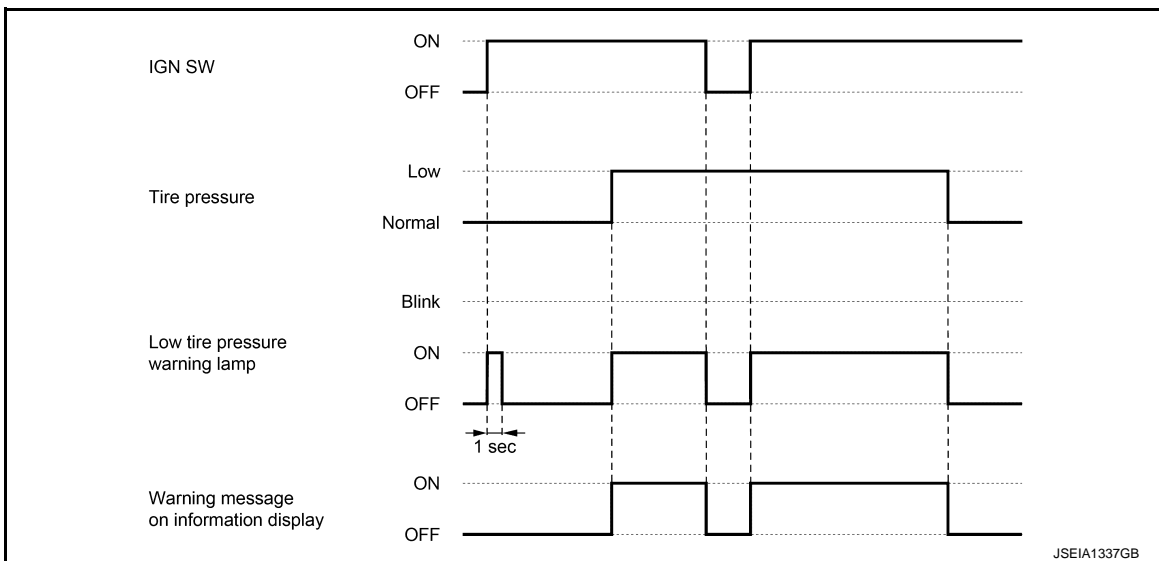 IGN SW
ON
OFF
Tire pressure
Low
Normal
Low tire pressure
warning lamp
Blink
ON
OFF
1 sec
Warning message
on information display
ON
OFF
JSEIA1337GB